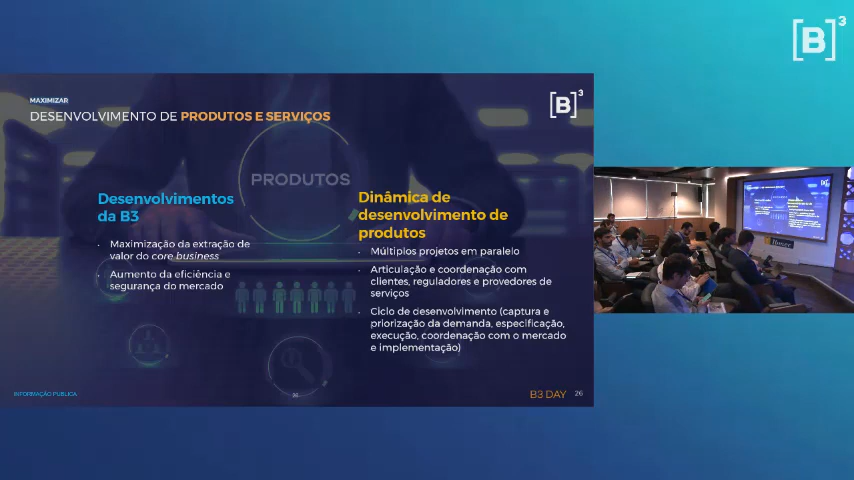 [B]³
MAXIMIZAR
DESENVOLVIMENTO DE PRODUTOS E SERVIÇOS
[B]³
PRODUTOS
Desenvolvimentos
da B3
· Maximização da extração de
valor do core business
· Aumento da eficiência e
segurança do mercado
Dinâmica de
desenvolvimento de
produtos
· Múltiplos projetos em paralelo
· Articulação e coordenação com
clientes, reguladores e provedores de
serviços
· Ciclo de desenvolvimento (captura e
priorização da demanda, especificação,
execução, coordenação com o mercado
e implementação)
INFORMAÇÃO PÚBLICA
B3 DAY 26